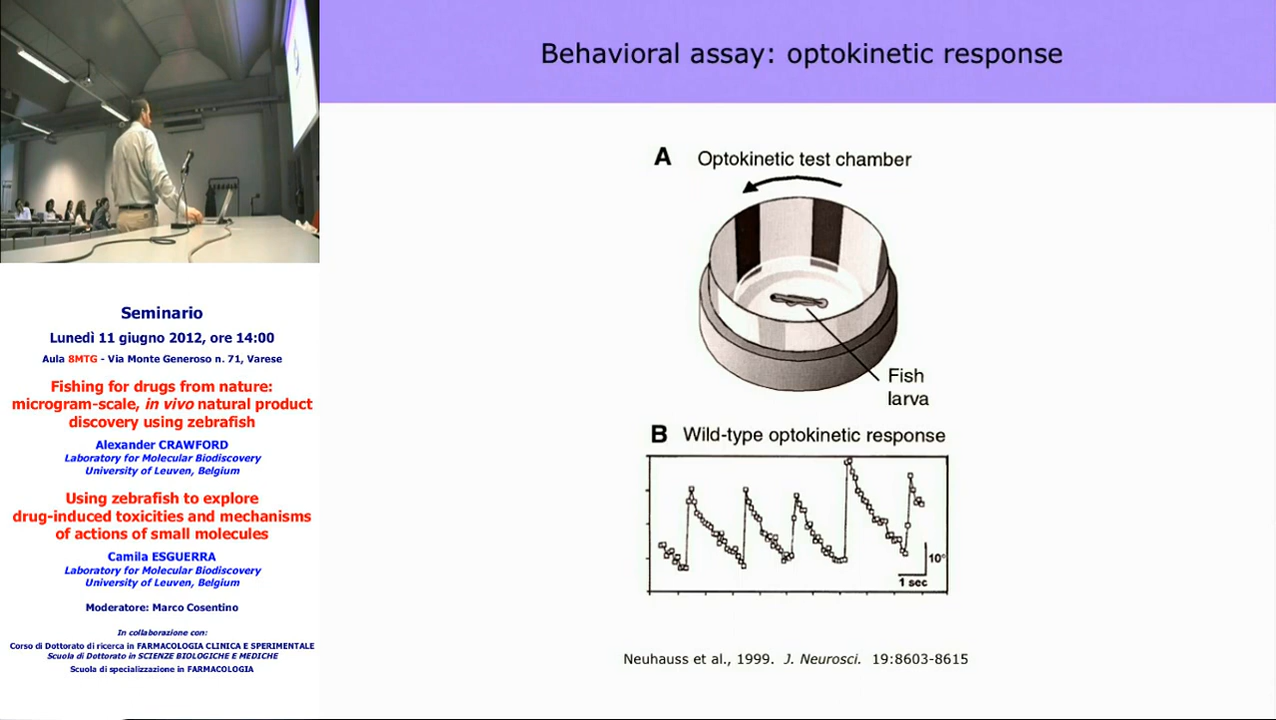 Seminario
Lunedì 11 giugno 2012, ore 14:00
Aula 8MTG - Via Monte Generoso n. 71, Varese
Fishing for drugs from nature:
microgram-scale, in vivo natural product
discovery using zebrafish
Alexander CRAWFORD
Laboratory for Molecular Biodiscovery
University of Leuven, Belgium
Using zebrafish to explore
drug-induced toxicities and mechanisms
of actions of small molecules
Camila ESGUERRA
Laboratory for Molecular Biodiscovery
University of Leuven, Belgium
Moderatore: Marco Cosentino
In collaborazione con:
Corso di Dottorato di ricerca in FARMACOLOGIA CLINICA E SPERIMENTALE
Scuola di Dottorato in SCIENZE BIOLOGICHE E MEDICHE
Scuola di specializzazione in FARMACOLOGIA
Behavioral assay: optokinetic response
A Optokinetic test chamber
Fish
larva
B Wild-type optokinetic response
10°
1 sec
Neuhauss et al., 1999. J. Neurosci. 19:8603-8615